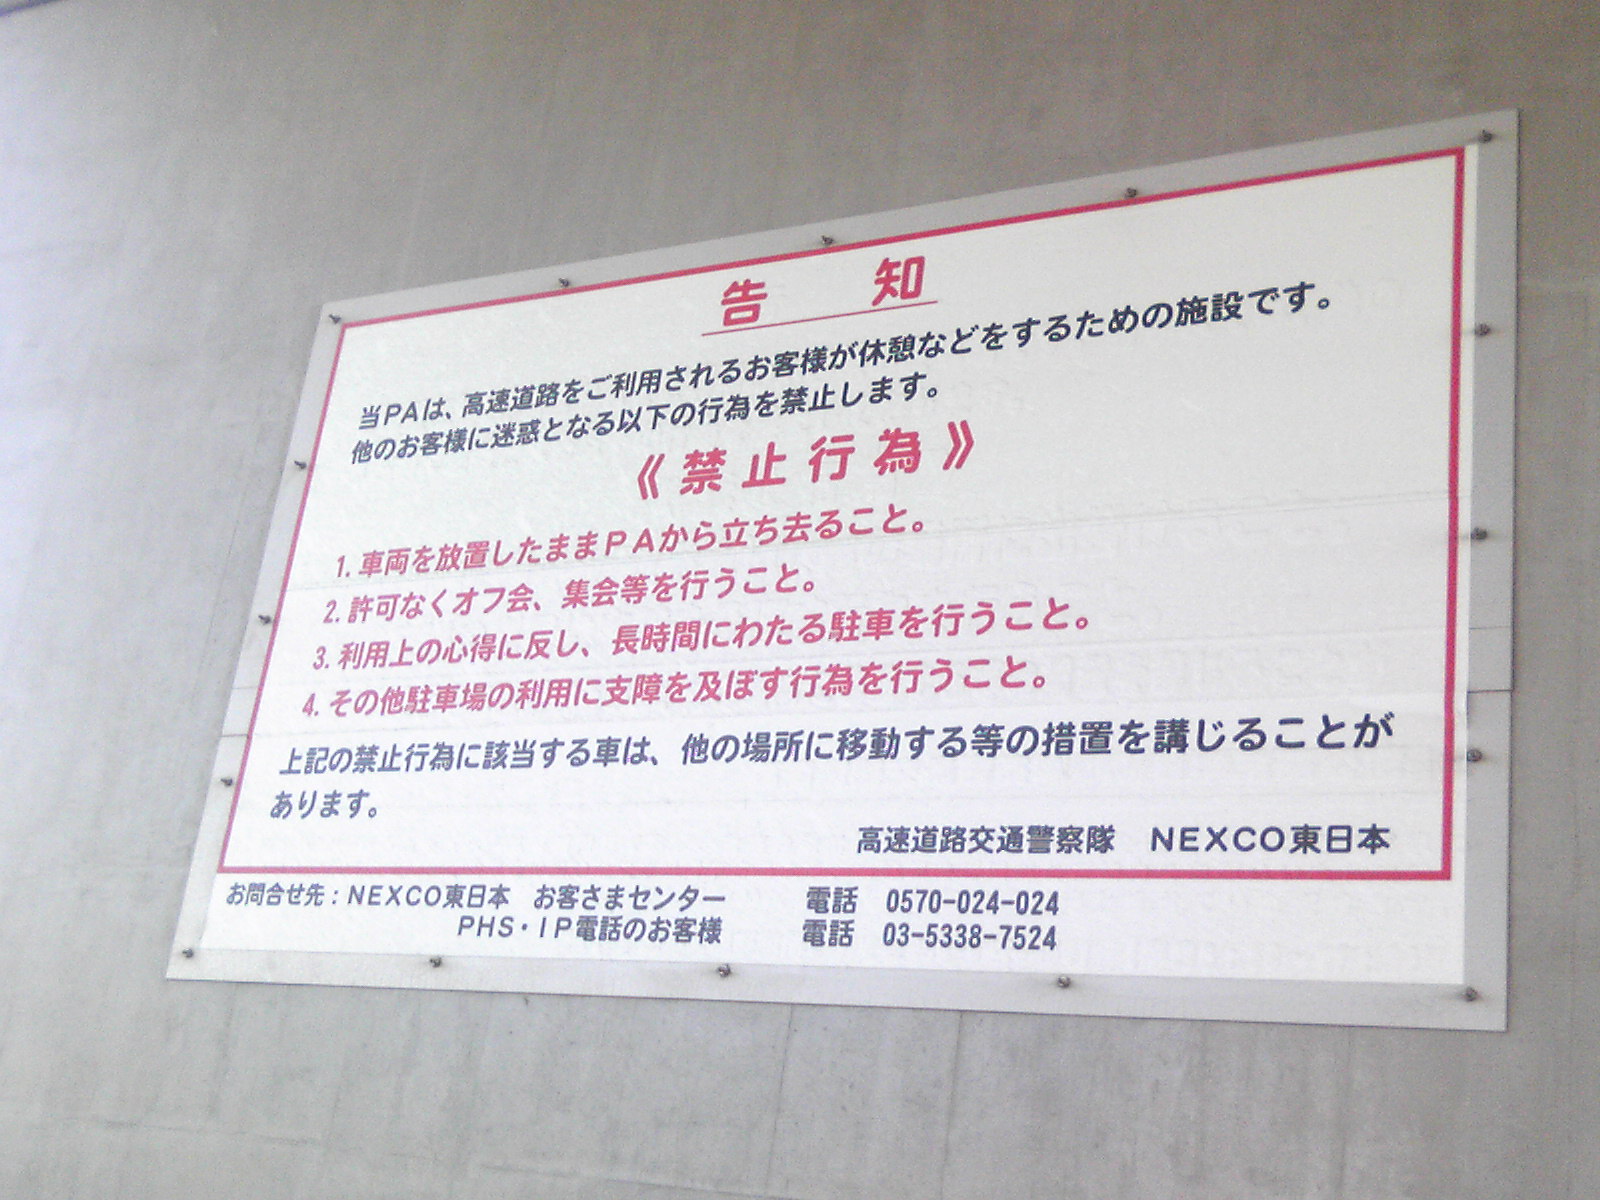 告　知
当PAは、高速道路をご利用されるお客様が休憩などをするための施設です。
他のお客様に迷惑となる以下の行為を禁止します。
《禁止行為》
1. 車両を放置したままPAから立ち去ること。
2. 許可なくオフ会、集会等を行うこと。
3. 利用上の心得に反し、長時間にわたる駐車を行うこと。
4. その他駐車場の利用に支障を及ぼす行為を行うこと。
上記の禁止行為に該当する車は、他の場所に移動する等の措置を講じることが
あります。
高速道路交通警察隊　NEXCO東日本
お問合せ先：NEXCO東日本　お客さまセンター　電話　0570-024-024
PHS・IP電話のお客様　電話　03-5338-7524